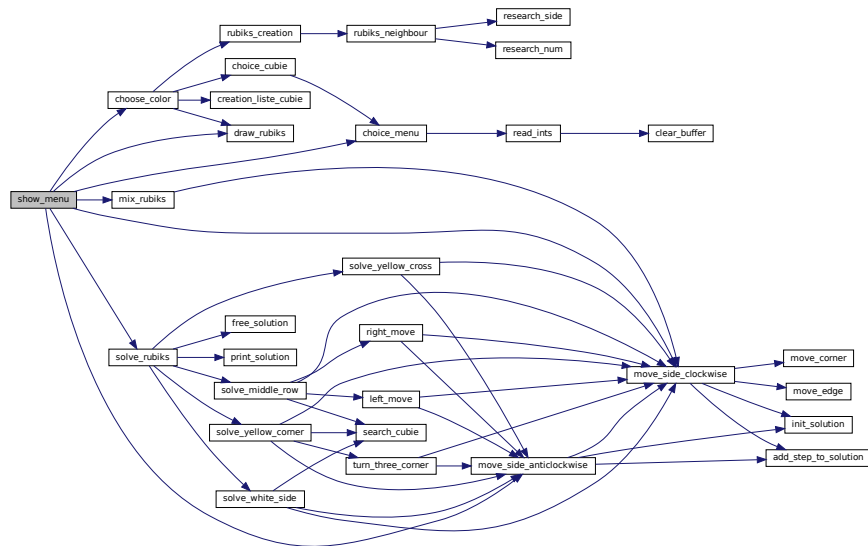 research_side
rubiks_creation
rubiks_neighbour
research_num
choice_cubie
choose_color
creation_liste_cubie
draw_rubiks
choice_menu
read_ints
clear_buffer
show_menu
mix_rubiks
solve_yellow_cross
free_solution
right_move
solve_rubiks
print_solution
move_corner
move_side_clockwise
solve_middle_row
left_move
move_edge
solve_yellow_corner
search_cubie
init_solution
turn_three_corner
move_side_anticlockwise
add_step_to_solution
solve_white_side